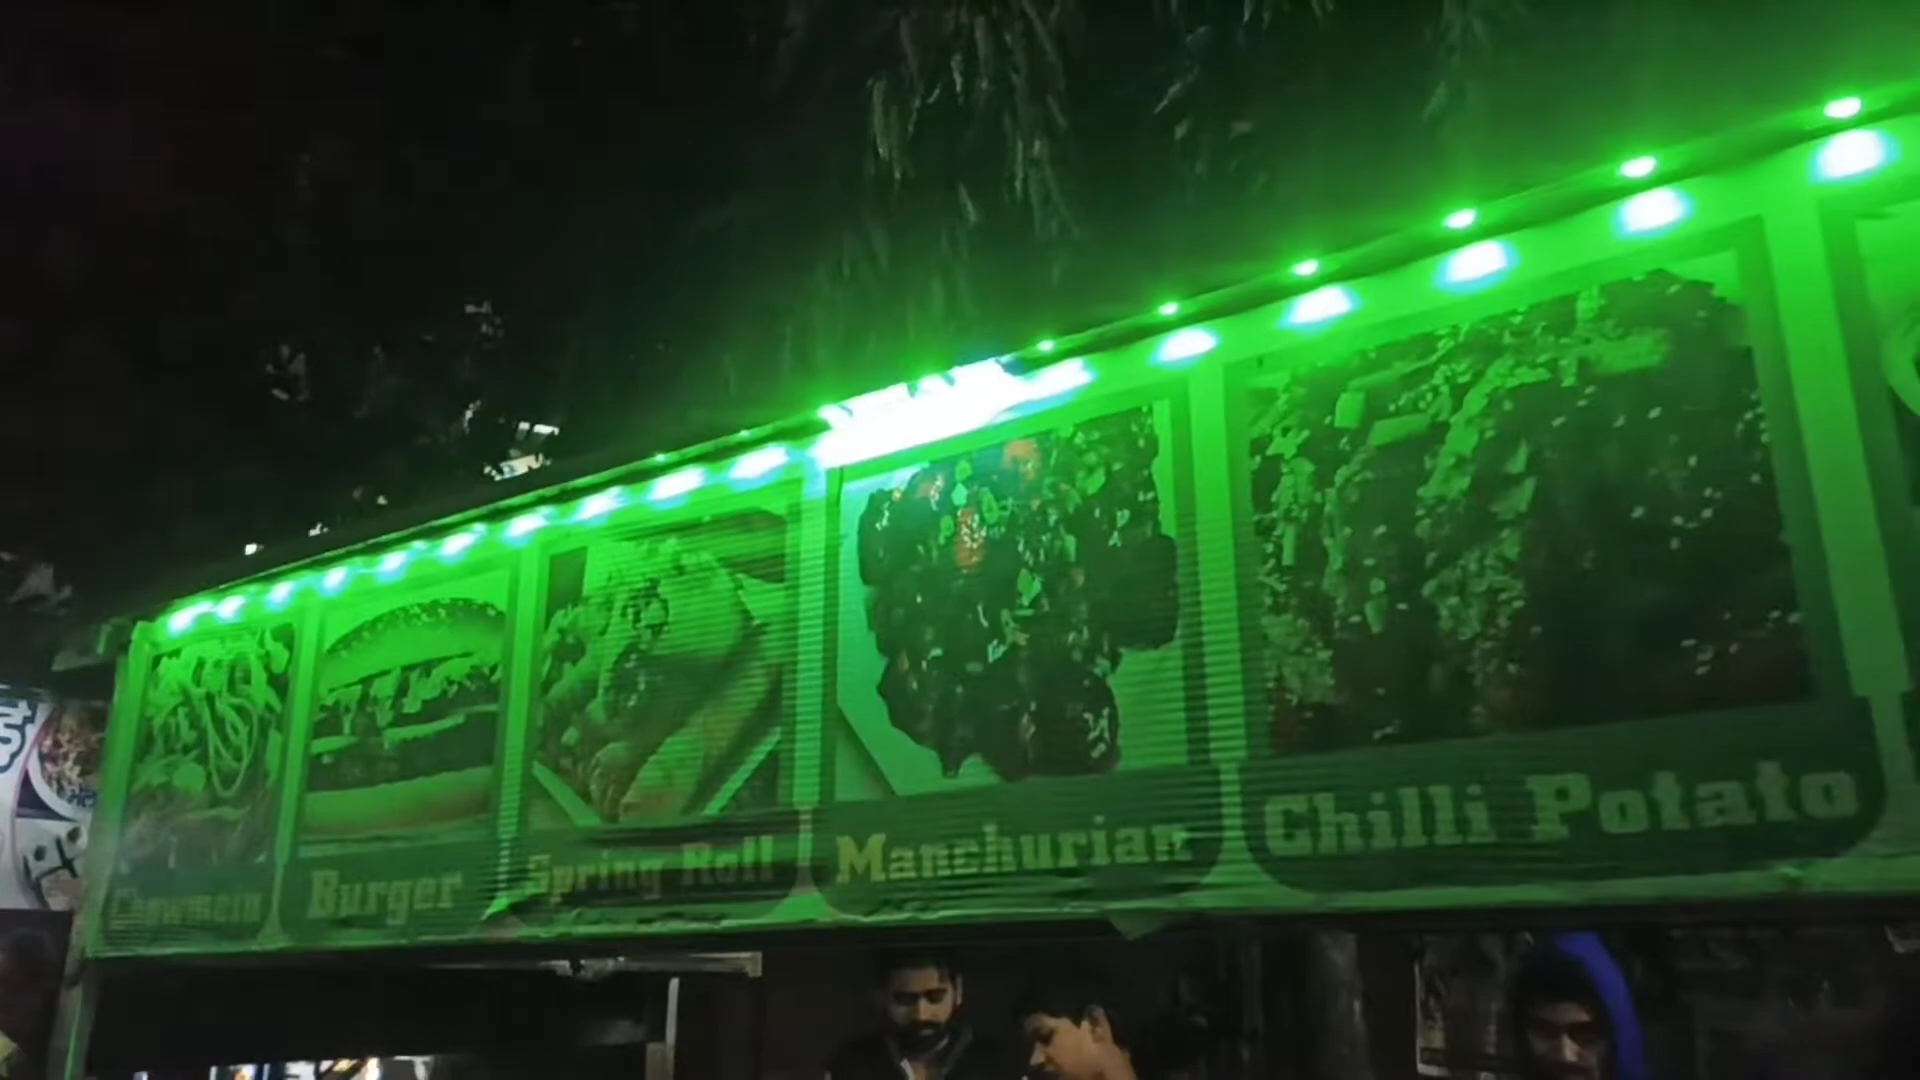 Chowmein
Burger
Spring Roll
Manchurian
Chilli Potato